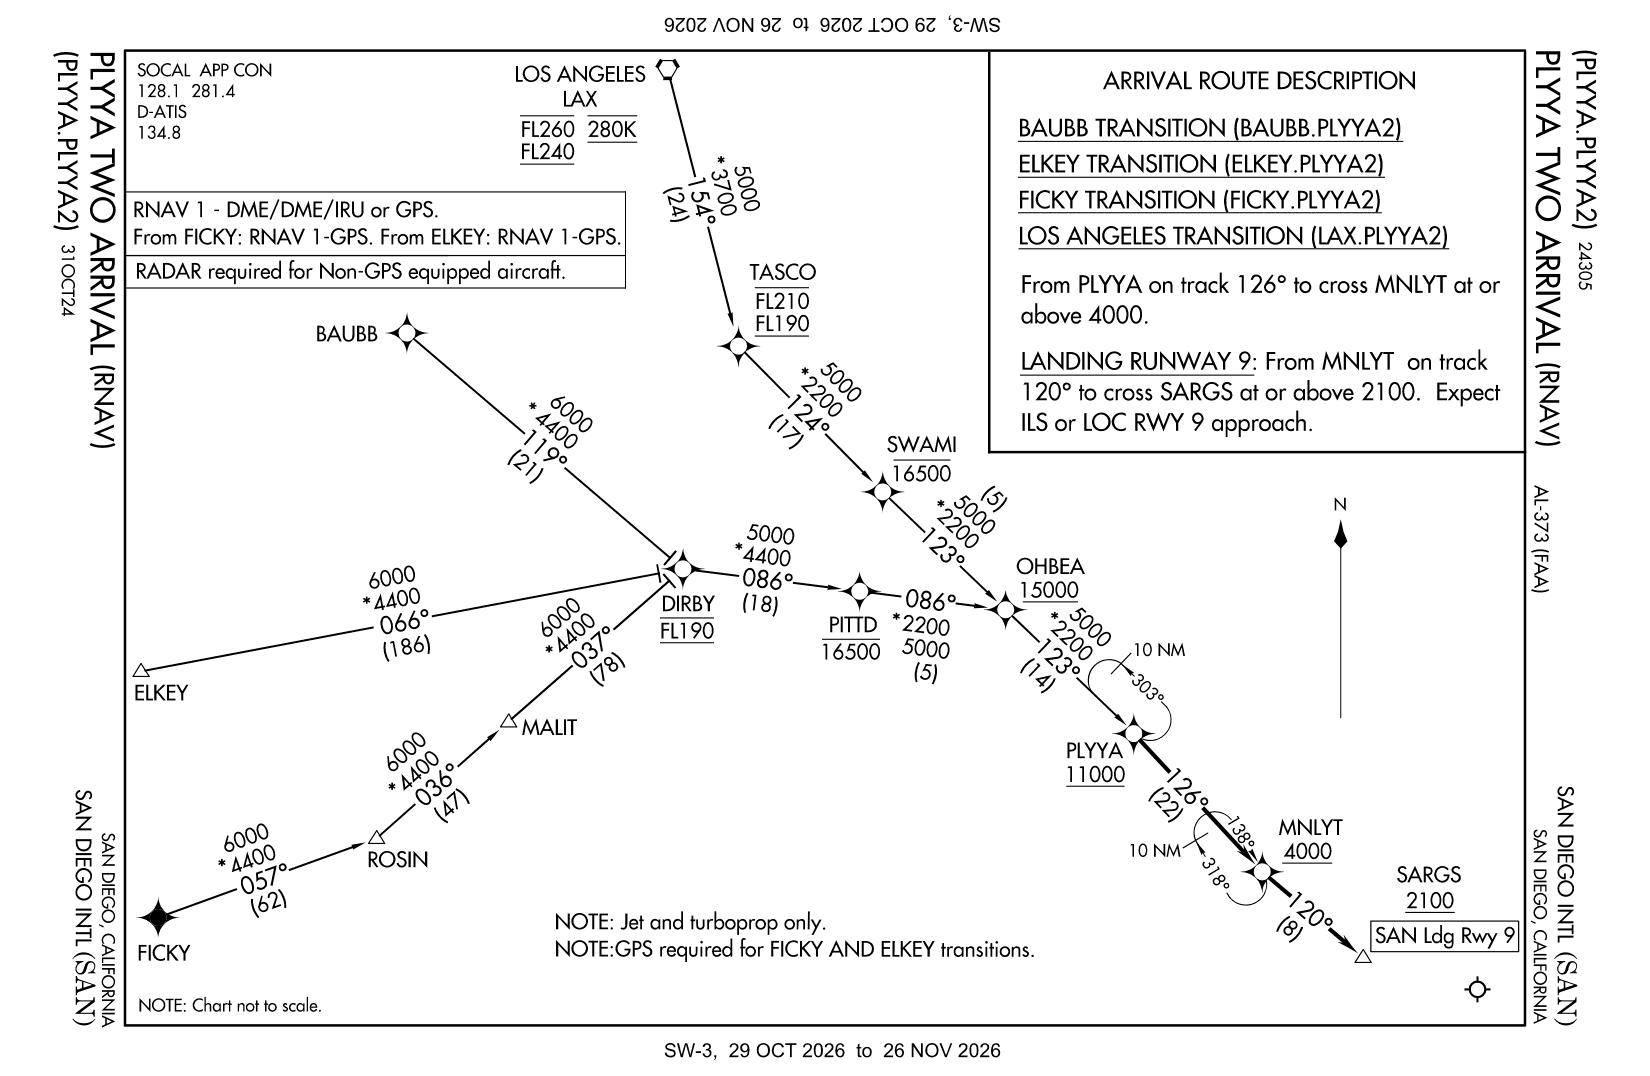 SW-3, 29 OCT 2026 to 26 NOV 2026
PLYYA TWO ARRIVAL (RNAV)
(PLYYA.PLYYA2) 31OCT24
SOCAL APP CON
128.1 281.4
D-ATIS
134.8
RNAV 1 - DME/DME/IRU or GPS.
From FICKY: RNAV 1-GPS. From ELKEY: RNAV 1-GPS.
RADAR required for Non-GPS equipped aircraft.
LOS ANGELES
LAX
FL260 280K
FL240
5000
*3700
154°
(24)
TASCO
FL210
FL190
5000
*2200
124°
(17)
SWAMI
16500
(5)
5000
*2200
123°
OHBEA
15000
BAUBB
6000
*4400
119°
(21)
ELKEY
6000
*4400
066°
(186)
DIRBY
FL190
5000
*4400
086°
(18)
PITTD
16500
086°
*2200
5000
(5)
6000
*4400
037°
(78)
MALIT
6000
*4400
036°
(47)
ROSIN
6000
*4400
057°
(62)
FICKY
5000
*2200
123°
(14)
10 NM
303°
PLYYA
11000
126°
(22)
138°
10 NM
318°
MNLYT
4000
120°
(8)
SARGS
2100
SAN Ldg Rwy 9
N
ARRIVAL ROUTE DESCRIPTION
BAUBB TRANSITION (BAUBB.PLYYA2)
ELKEY TRANSITION (ELKEY.PLYYA2)
FICKY TRANSITION (FICKY.PLYYA2)
LOS ANGELES TRANSITION (LAX.PLYYA2)
From PLYYA on track 126° to cross MNLYT at or
above 4000.
LANDING RUNWAY 9: From MNLYT on track
120° to cross SARGS at or above 2100. Expect
ILS or LOC RWY 9 approach.
NOTE: Jet and turboprop only.
NOTE:GPS required for FICKY AND ELKEY transitions.
NOTE: Chart not to scale.
SAN DIEGO, CALIFORNIA
SAN DIEGO INTL (SAN)
(PLYYA.PLYYA2) 24305
PLYYA TWO ARRIVAL (RNAV)
AL-373 (FAA)
SAN DIEGO INTL (SAN)
SAN DIEGO, CAILFORNIA
SW-3, 29 OCT 2026 to 26 NOV 2026